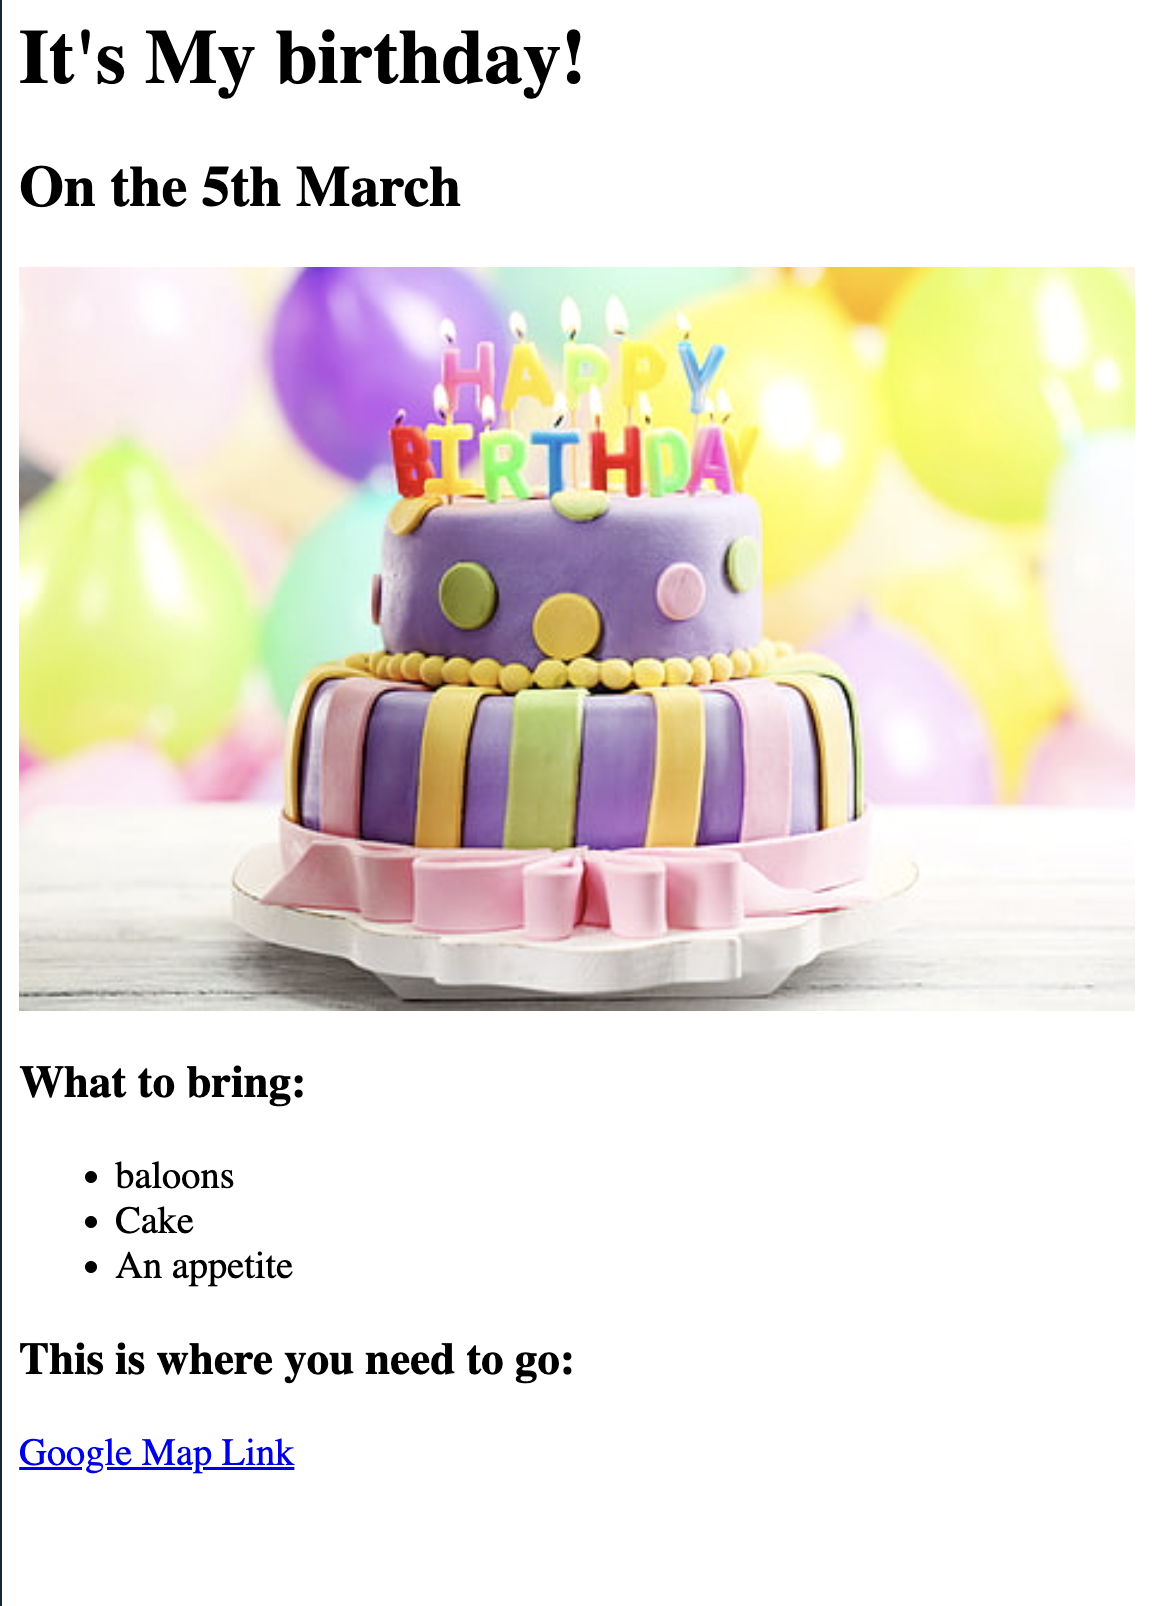 It's My birthday!
On the 5th March
HAPPY
BIRTHDAY
What to bring:
baloons
Cake
An appetite
This is where you need to go:
Google Map Link